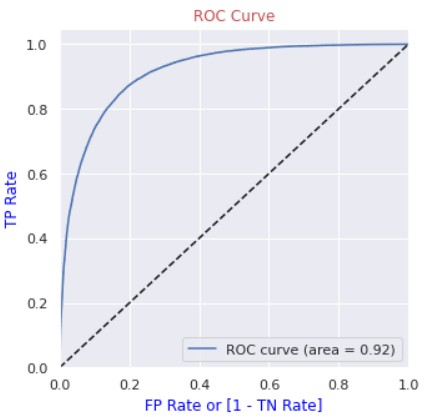 ROC Curve
1.0
0.8
0.6
0.4
0.2
0.0
TP Rate
ROC curve (area = 0.92)
0.0 0.2 0.4 0.6 0.8 1.0
FP Rate or [1 - TN Rate]